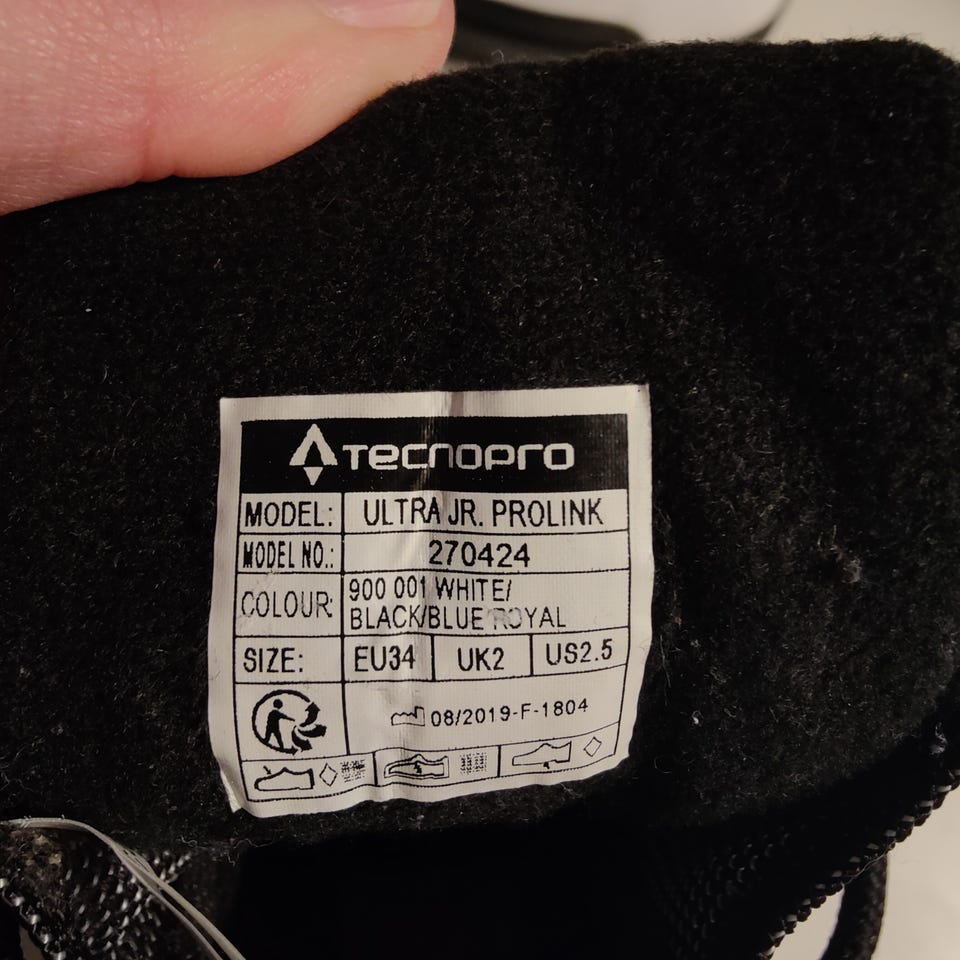 TECNOPRO
MODEL: ULTRA JR. PROLINK
MODEL NO.: 270424
COLOUR: 900 001 WHITE/
BLACK/BLUE ROYAL
SIZE: EU34 UK2 US2.5
08/2019-F-1804